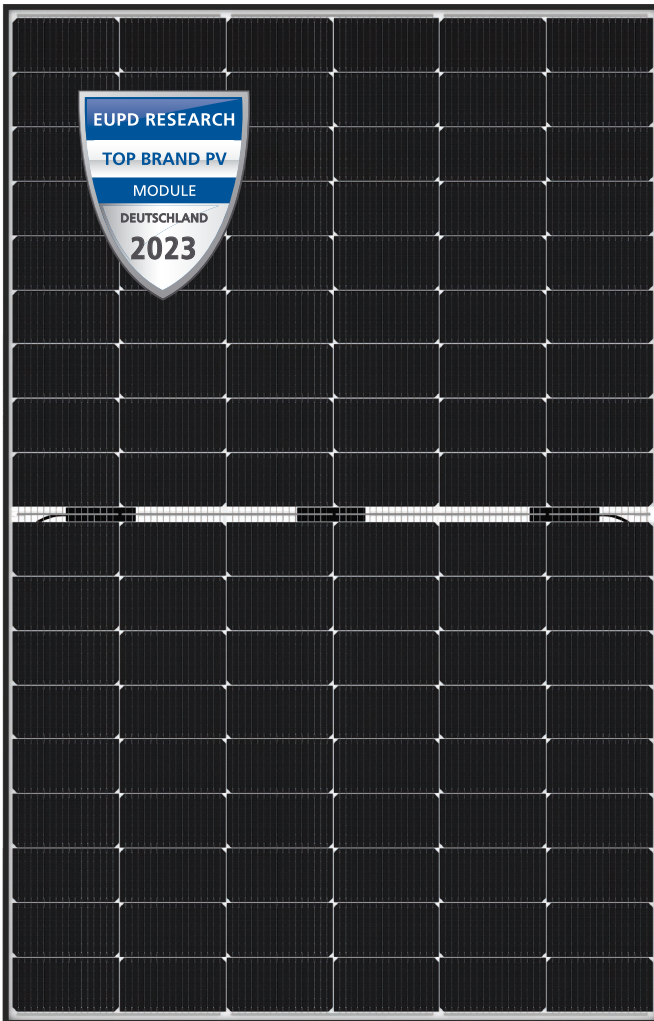 EUPD RESEARCH
TOP BRAND PV
MODULE
DEUTSCHLAND
2023